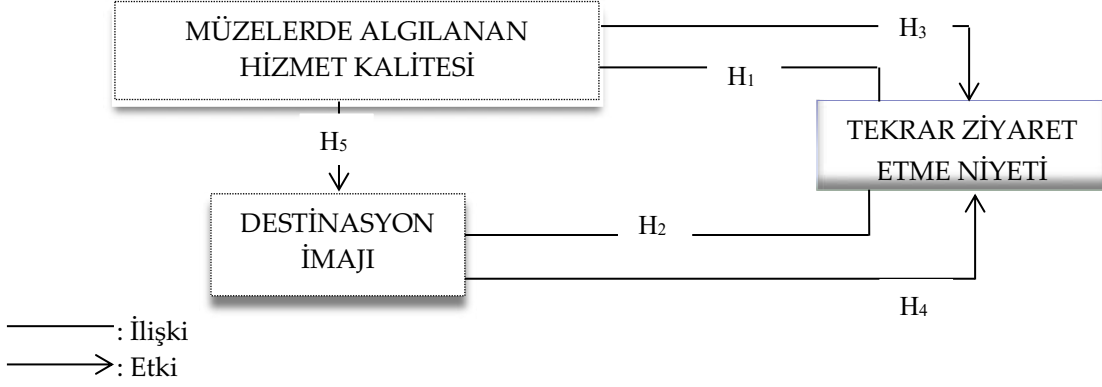 MÜZELERDE ALGILANAN
HİZMET KALİTESİ
H3
H1
TEKRAR ZİYARET
ETME NİYETİ
H5
DESTİNASYON
İMAJI
H2
H4
: İlişki
: Etki